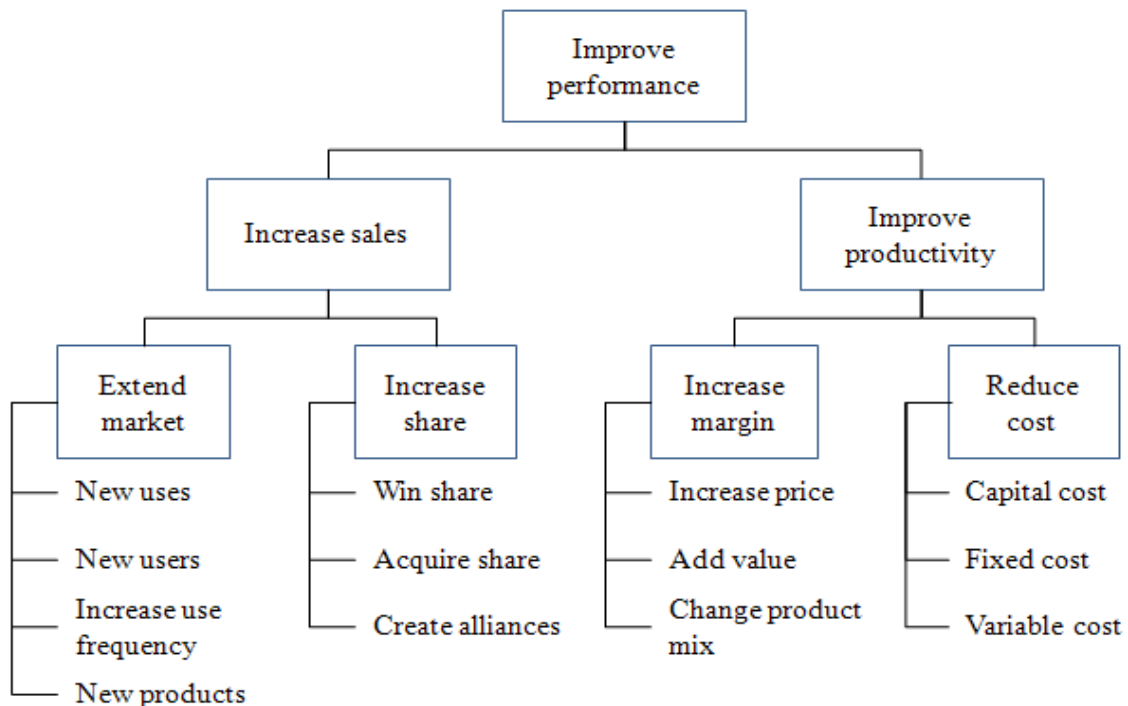 Improve
performance
Increase sales
Improve
productivity
Extend
market
Increase
share
Increase
margin
Reduce
cost
New uses
Win share
Increase price
Capital cost
New users
Acquire share
Add value
Fixed cost
Increase use
frequency
Create alliances
Change product
mix
Variable cost
New products